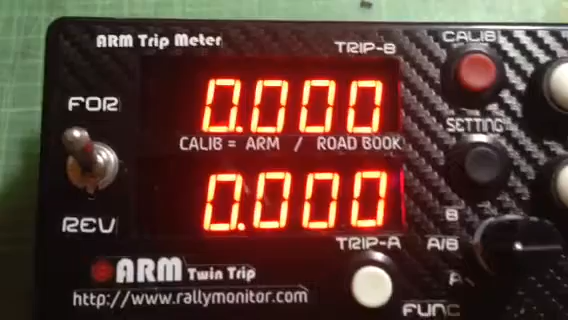 ARM Trip Meter
TRIP-B
CALIB
0.000
FOR
CALIB = ARM / ROAD BOOK
SETTING
0.000
REV
B
TRIP-A
A/B
A
ARM Twin Trip
http://www.rallymonitor.com
FUNC